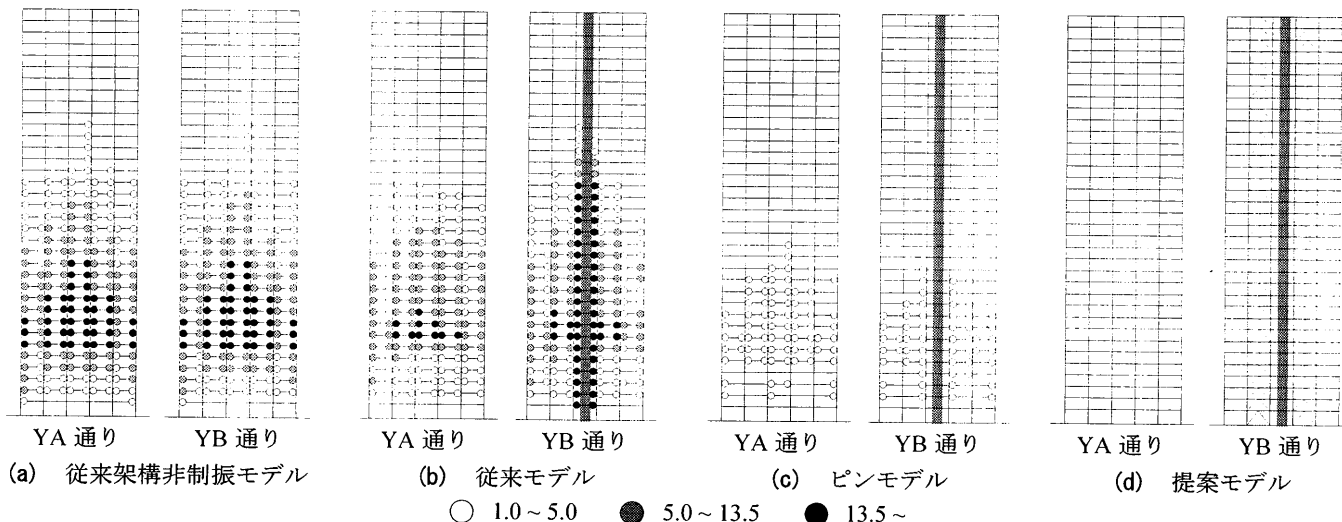 YA 通り YB 通り YA 通り YB 通り YA 通り YB 通り YA 通り YB 通り
(a) 従来架構非制振モデル (b) 従来モデル (c) ピンモデル (d) 提案モデル
1.0 ~ 5.0 5.0 ~ 13.5 13.5 ~